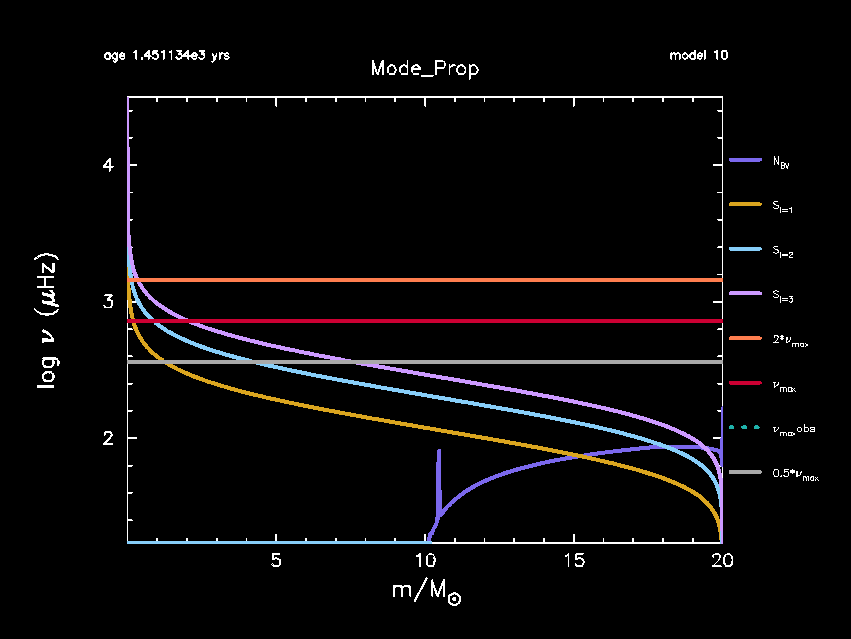 age 1.451134e3 yrs
model 10
Mode_Prop
4
3
2
log ν (μHz)
5
10
15
20
m/M☉
N_BV
S_l=1
S_l=2
S_l=3
2*ν_max
ν_max
ν_max obs
0.5*ν_max